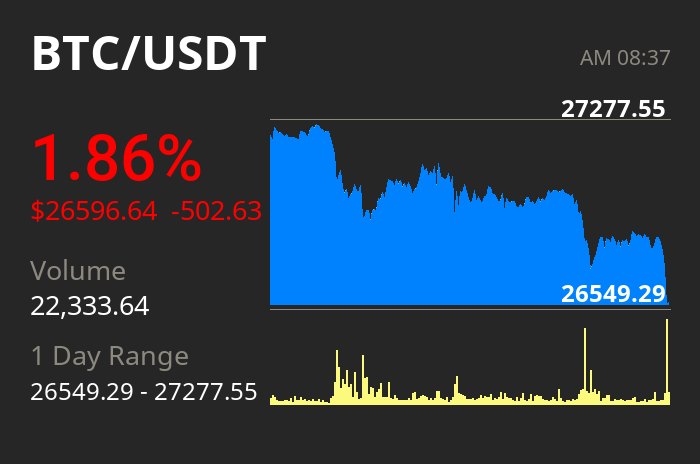 BTC/USDT
AM 08:37
27277.55
1.86%
$26596.64 -502.63
Volume
22,333.64
26549.29
1 Day Range
26549.29 - 27277.55